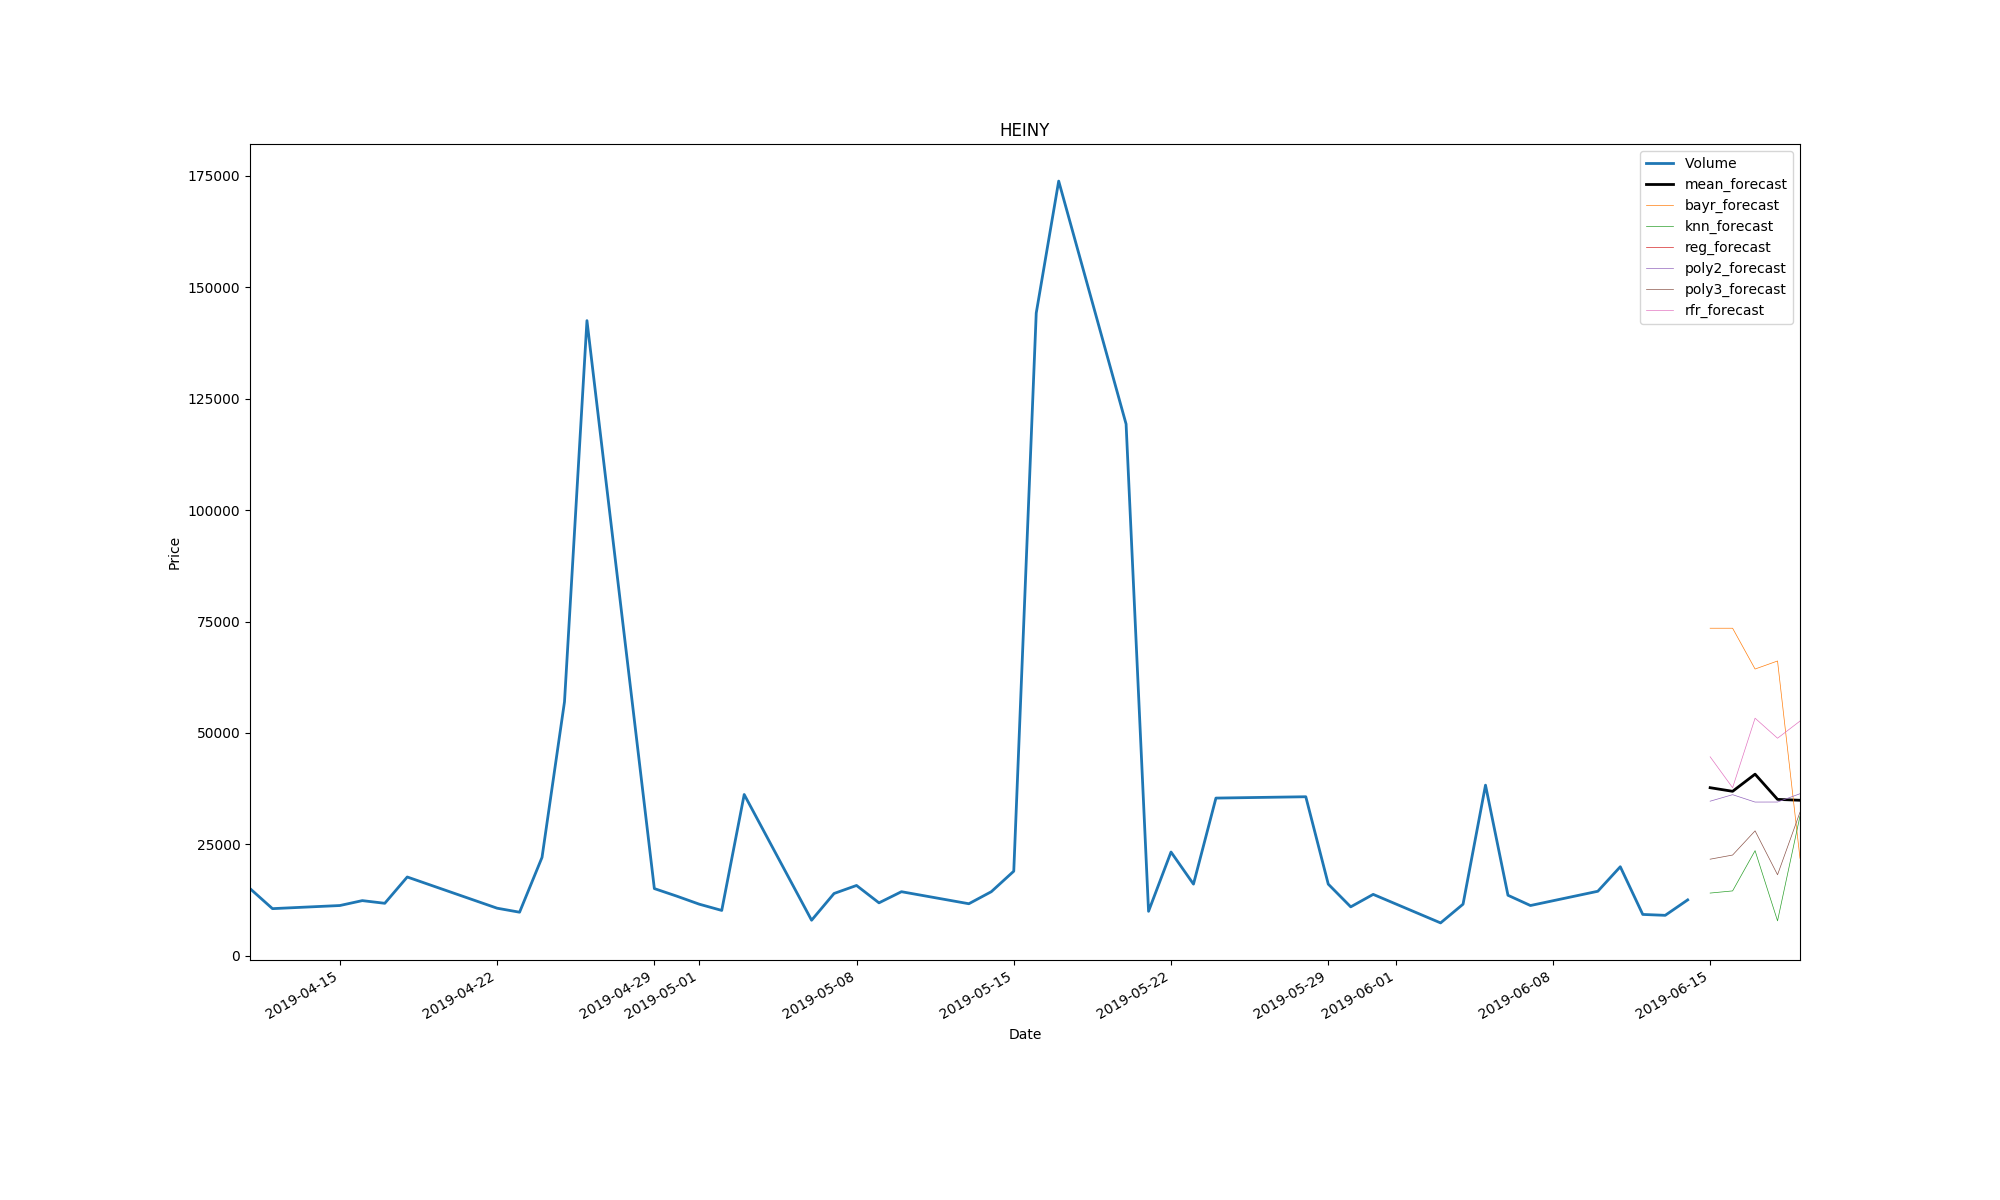 HEINY
Volume
mean_forecast
bayr_forecast
knn_forecast
reg_forecast
poly2_forecast
poly3_forecast
rfr_forecast
175000
150000
125000
100000
75000
50000
25000
0
Price
2019-04-15
2019-04-22
2019-04-29
2019-05-01
2019-05-08
2019-05-15
2019-05-22
2019-05-29
2019-06-01
2019-06-08
2019-06-15
Date